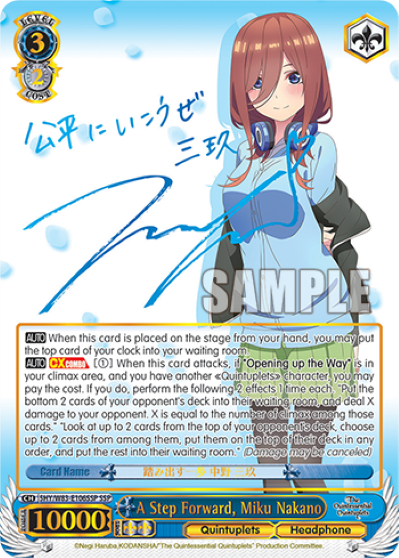 LEVEL
3
2
COST
公平にいこうぜ
三玖
SAMPLE
AUTO When this card is placed on the stage from your hand, you may put
the top card of your clock into your waiting room.
AUTO CX COMBO [(1)] When this card attacks, if "Opening up the Way" is in
your climax area, and you have another «Quintuplets» character, you may
pay the cost. If you do, perform the following 2 effects 1 time each. "Put the
bottom 2 cards of your opponent's deck into their waiting room, and deal X
damage to your opponent. X is equal to the number of climax among those
cards." "Look at up to 2 cards from the top of your opponent's deck, choose
up to 2 cards from among them, put them on the top of their deck in any
order, and put the rest into their waiting room." (Damage may be canceled)
Card Name 踏み出す一歩 中野 三玖
CH 5HY/W83-E106SSP SSP
10000
A Step Forward, Miku Nakano
The Quintessential Quintuplets
Quintuplets
Headphone
©Negi Haruba,KODANSHA/"The Quintessential Quintuplets" Production Committee.